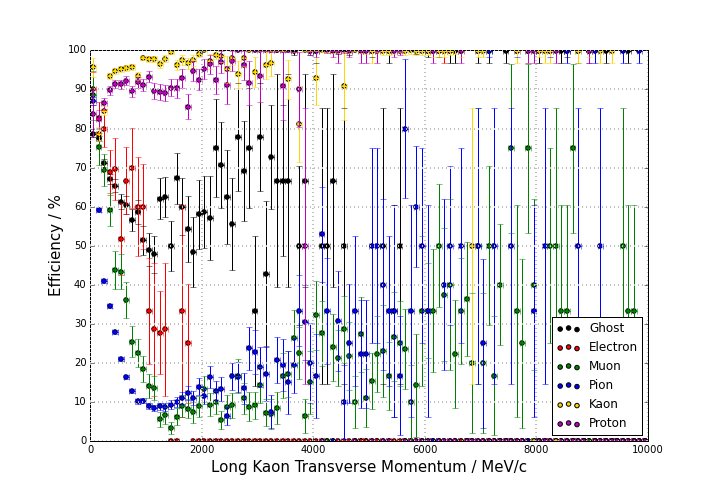 100
90
80
70
60
50
40
30
20
10
0
Efficiency / %
Ghost
Electron
Muon
Pion
Kaon
Proton
0 2000 4000 6000 8000 10000
Long Kaon Transverse Momentum / MeV/c